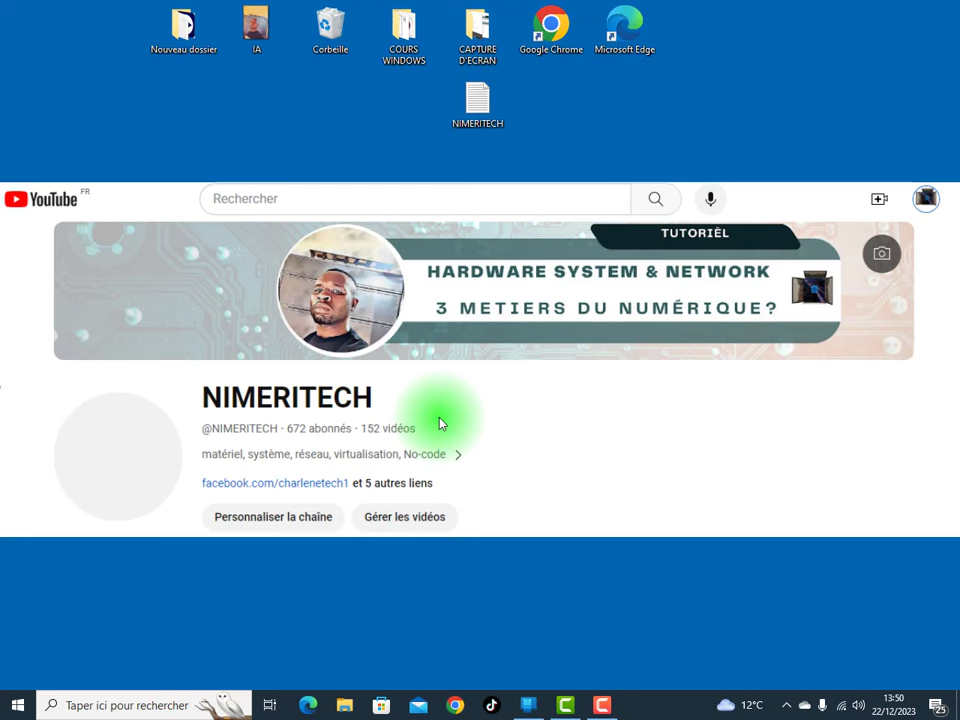 Nouveau dossier
IA
Corbeille
COURS
WINDOWS
CAPTURE
D'ECRAN
Google Chrome
Microsoft Edge
NIMERITECH
YouTube FR
Rechercher
TUTORIÈL
HARDWARE SYSTEM & NETWORK
3 METIERS DU NUMÉRIQUE?
NIMERITECH
@NIMERITECH · 672 abonnés · 152 vidéos
matériel, système, réseau, virtualisation, No-code
facebook.com/charlenetech1 et 5 autres liens
Personnaliser la chaîne
Gérer les vidéos
Taper ici pour rechercher
12°C
13:50
22/12/2023
25